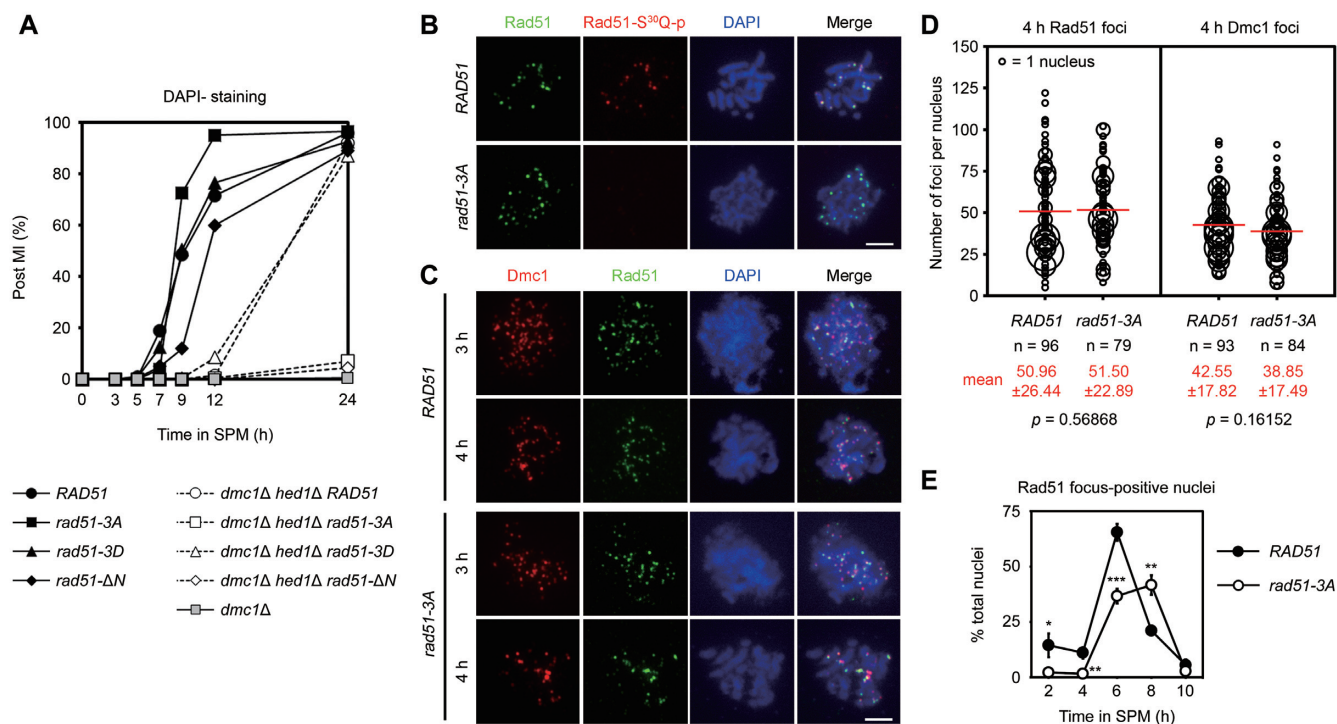 A
DAPI- staining
Post MI (%)
100
80
60
40
20
0
0 3 5 7 9 12 24
Time in SPM (h)
RAD51
rad51-3A
rad51-3D
rad51-ΔN
dmc1Δ hed1Δ RAD51
dmc1Δ hed1Δ rad51-3A
dmc1Δ hed1Δ rad51-3D
dmc1Δ hed1Δ rad51-ΔN
dmc1Δ
B
Rad51 Rad51-S³⁰Q-p DAPI Merge
RAD51
rad51-3A
C
Dmc1 Rad51 DAPI Merge
RAD51
3 h
4 h
rad51-3A
3 h
4 h
D
4 h Rad51 foci 4 h Dmc1 foci
Number of foci per nucleus
150
125
100
75
50
25
0
= 1 nucleus
RAD51 rad51-3A RAD51 rad51-3A
n = 96 n = 79 n = 93 n = 84
mean 50.96 51.50 42.55 38.85
±26.44 ±22.89 ±17.82 ±17.49
p = 0.56868 p = 0.16152
E
Rad51 focus-positive nuclei
% total nuclei
75
50
25
0
*
**
***
**
2 4 6 8 10
Time in SPM (h)
RAD51
rad51-3A